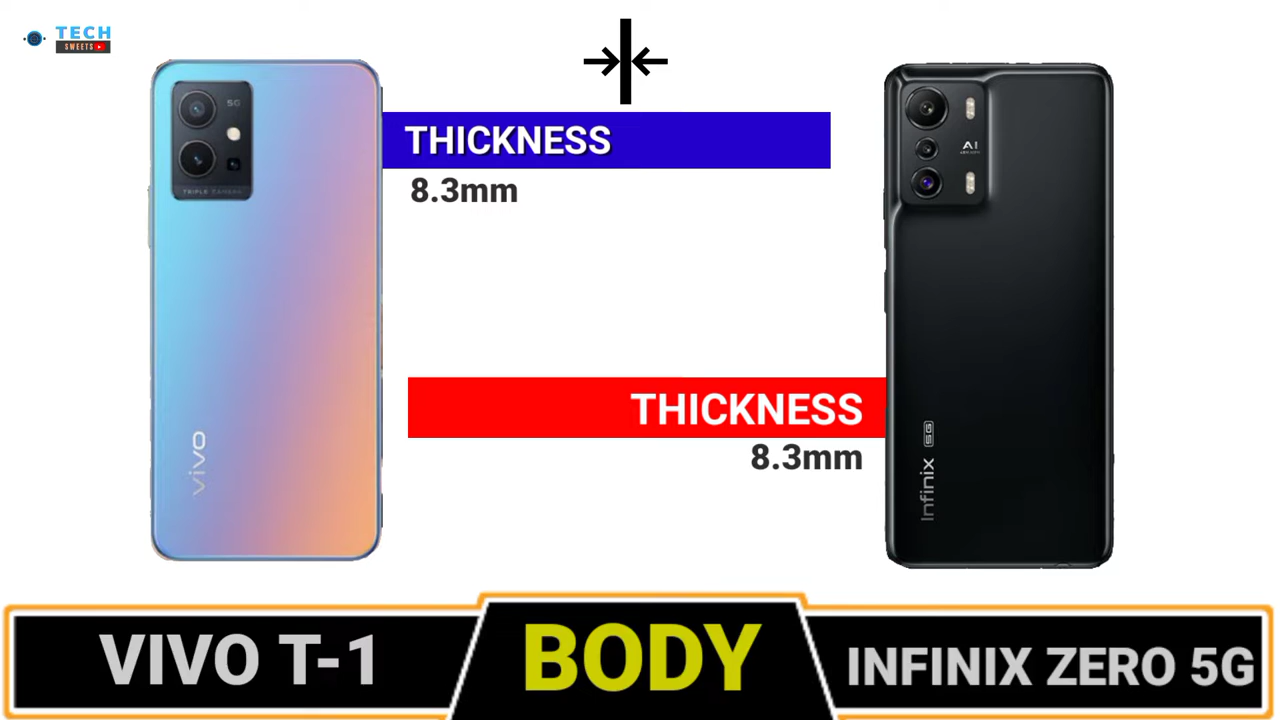 TECH
SWEETS
5G
TRIPLE CAMERA
vivo
THICKNESS
8.3mm
AI
THICKNESS
8.3mm
Infinix 5G
VIVO T-1
BODY
INFINIX ZERO 5G